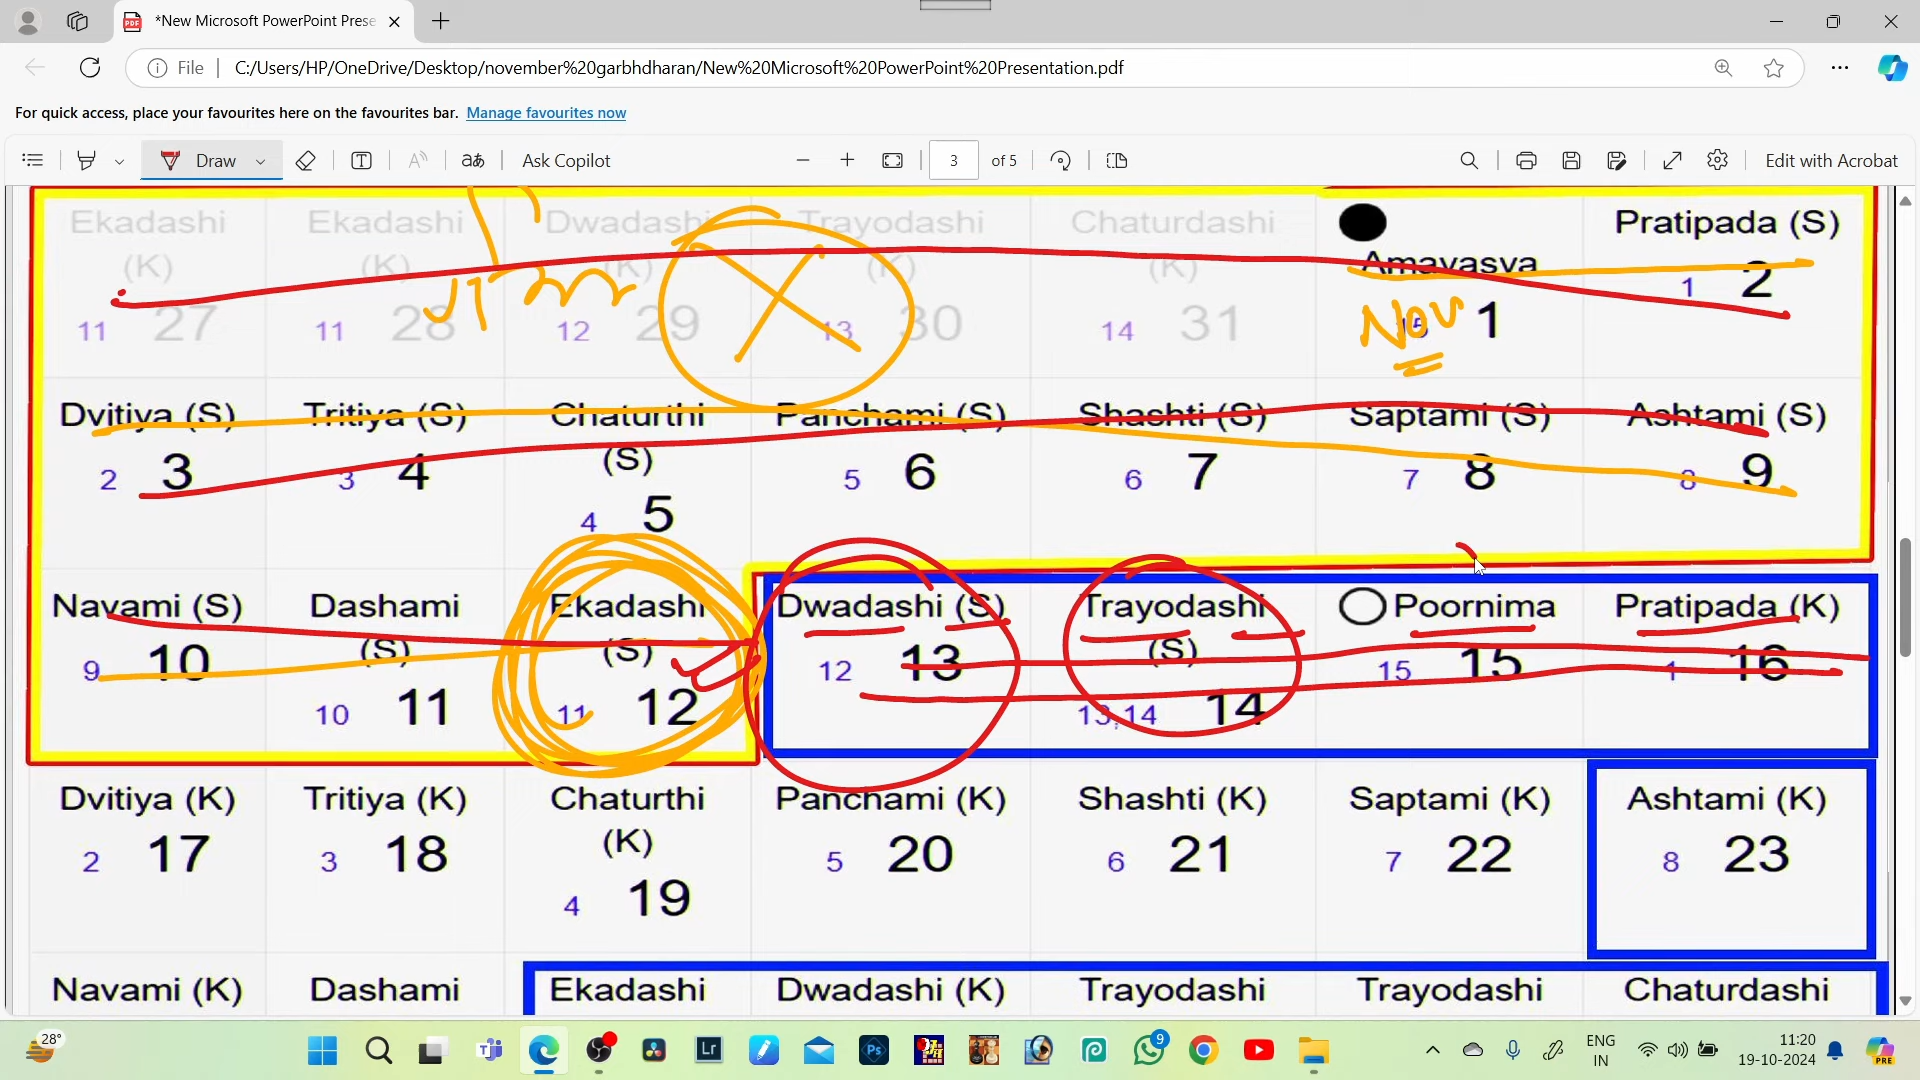 *New Microsoft PowerPoint Prese
File
C:/Users/HP/OneDrive/Desktop/november%20garbhdharan/New%20Microsoft%20PowerPoint%20Presentation.pdf
For quick access, place your favourites here on the favourites bar. Manage favourites now
Draw
Ask Copilot
3 of 5
Edit with Acrobat
Ekadashi (K) 11 27
Ekadashi (K) 11 28
Dwadashi (K) 12 29
Trayodashi (K) 13 30
Chaturdashi (K) 14 31
Amavasya 15 1
Nov
Pratipada (S) 1 2
Dvitiya (S) 2 3
Tritiya (S) 3 4
Chaturthi (S) 4 5
Panchami (S) 5 6
Shashti (S) 6 7
Saptami (S) 7 8
Ashtami (S) 8 9
Navami (S) 9 10
Dashami (S) 10 11
Ekadashi (S) 11 12
Dwadashi (S) 12 13
Trayodashi (S) 13,14 14
Poornima 15 15
Pratipada (K) 1 16
Dvitiya (K) 2 17
Tritiya (K) 3 18
Chaturthi (K) 4 19
Panchami (K) 5 20
Shashti (K) 6 21
Saptami (K) 7 22
Ashtami (K) 8 23
Navami (K)
Dashami
Ekadashi
Dwadashi (K)
Trayodashi
Trayodashi
Chaturdashi
28°
Lr
Ps
9
ENG
IN
11:20
19-10-2024
PRE